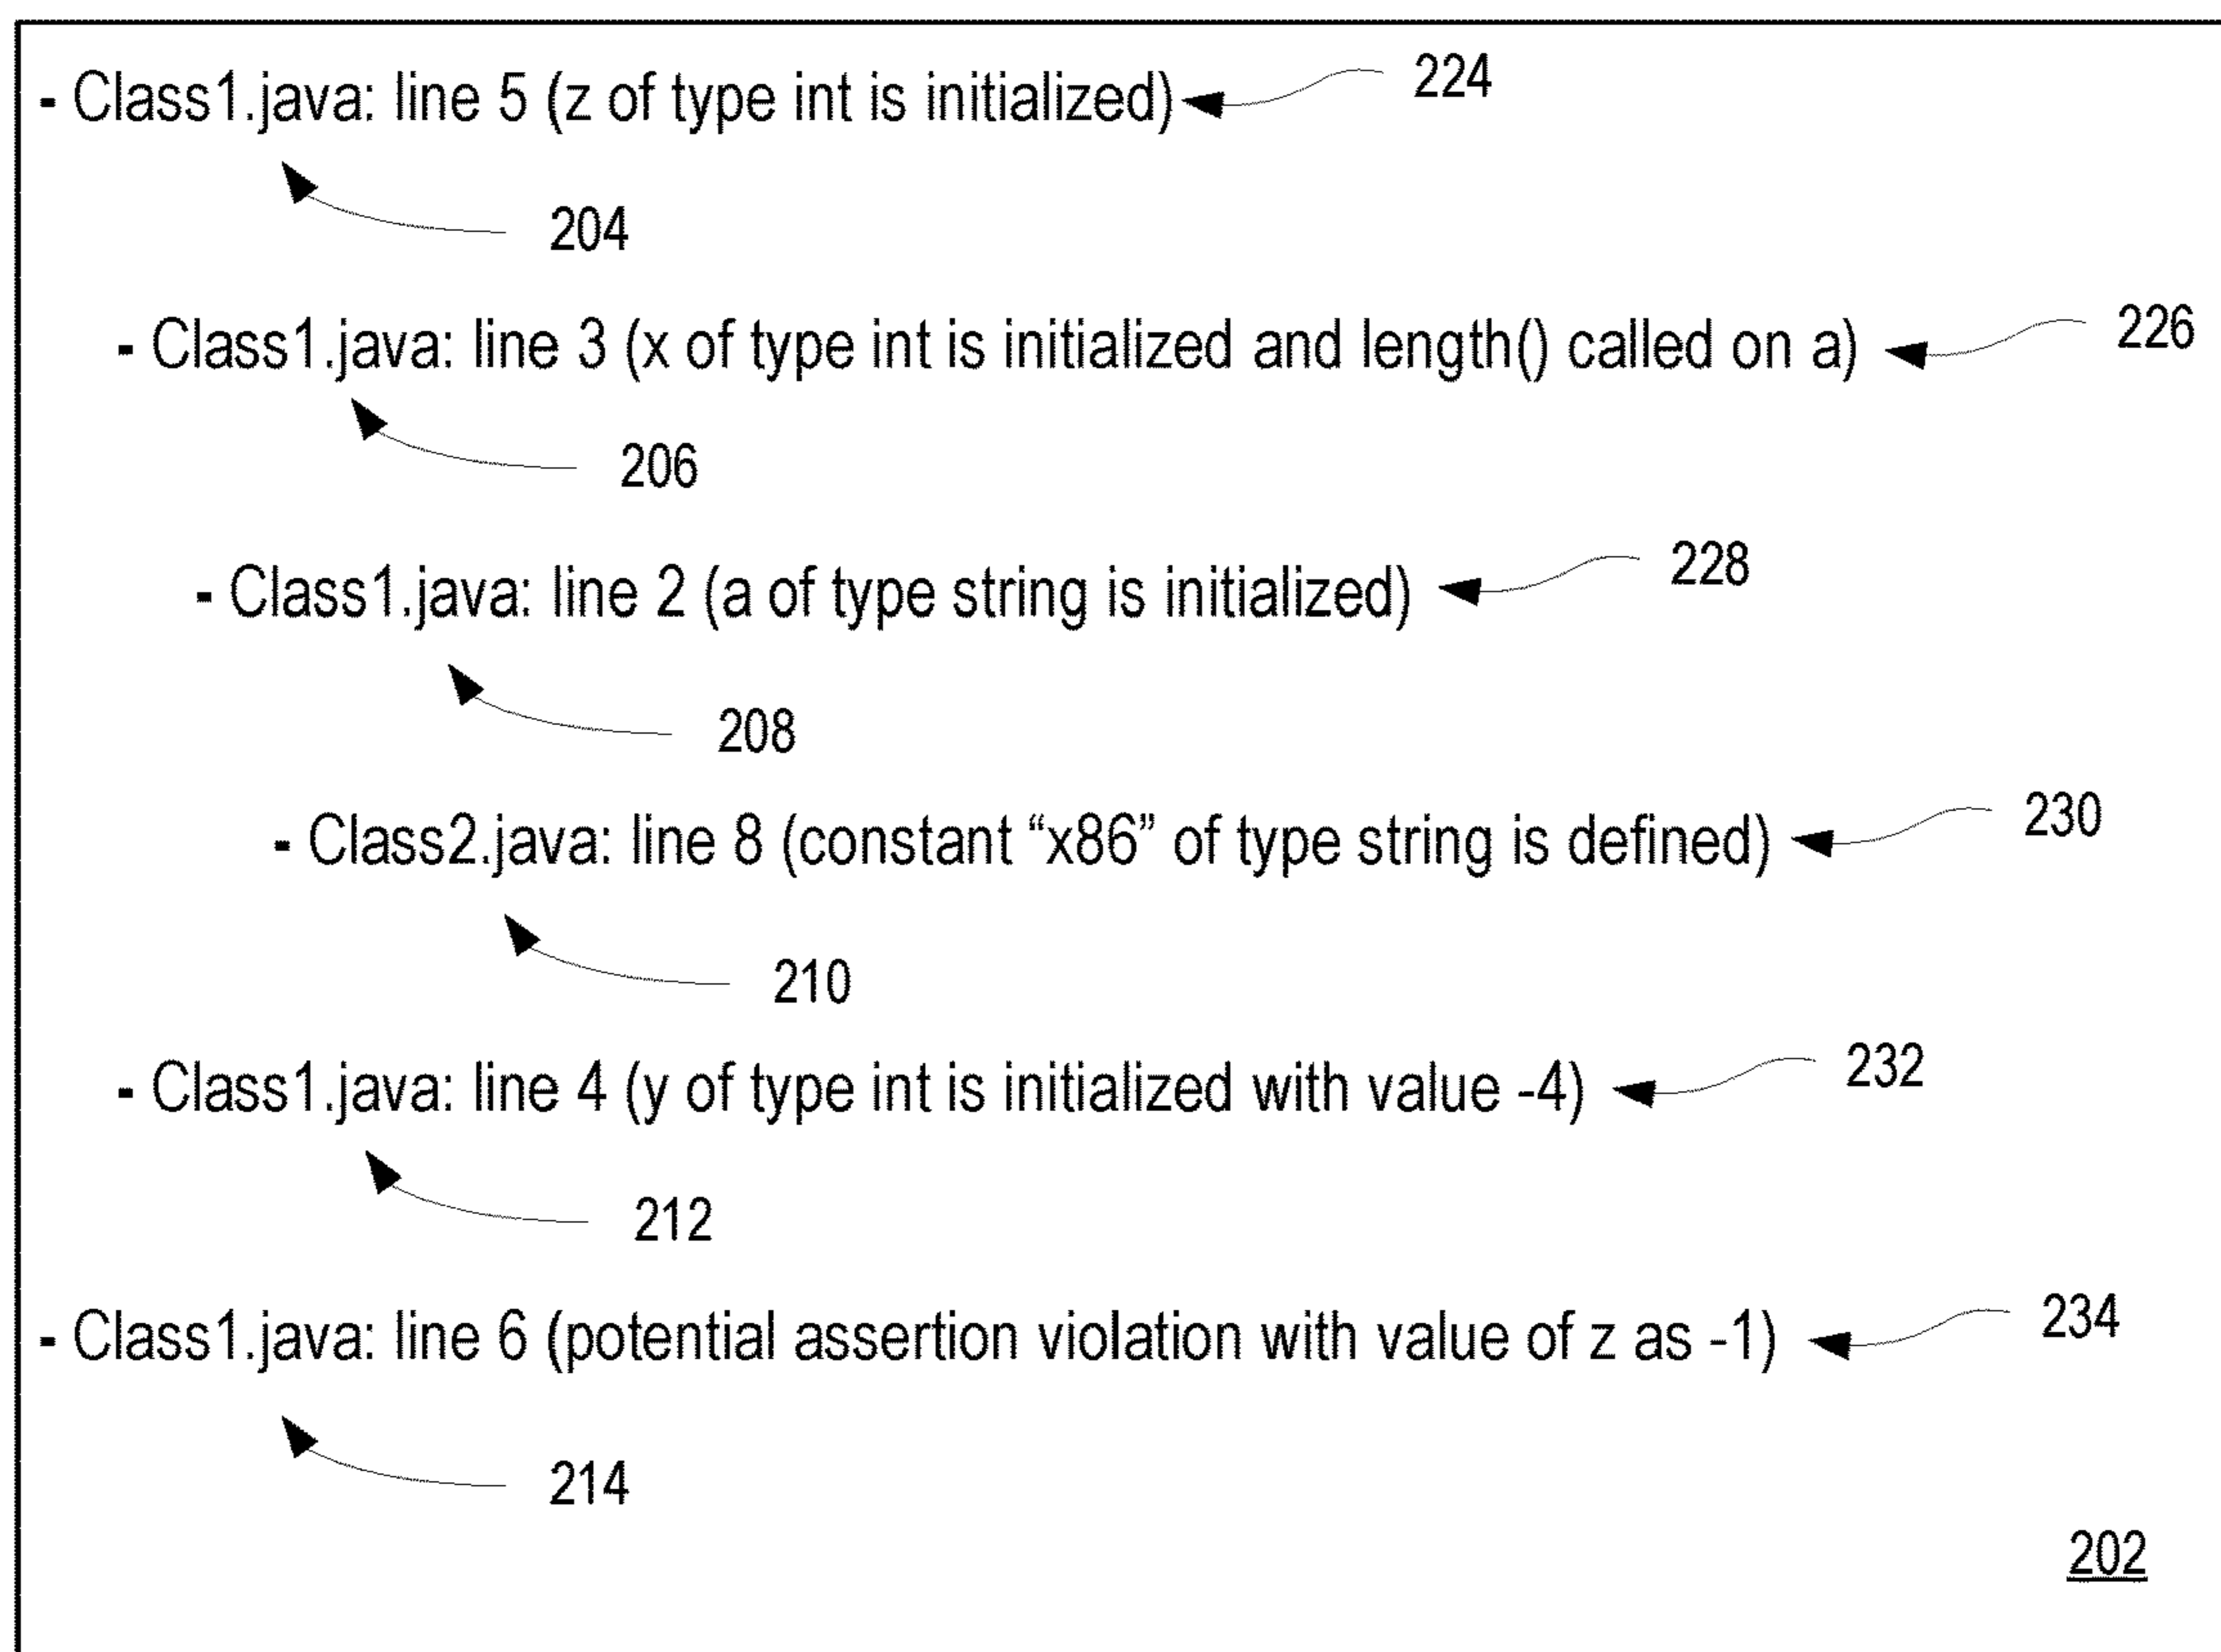 - Class1.java: line 5 (z of type int is initialized) 224
204
- Class1.java: line 3 (x of type int is initialized and length() called on a) 226
206
- Class1.java: line 2 (a of type string is initialized) 228
208
- Class2.java: line 8 (constant “x86” of type string is defined) 230
210
- Class1.java: line 4 (y of type int is initialized with value -4) 232
212
- Class1.java: line 6 (potential assertion violation with value of z as -1) 234
214
202